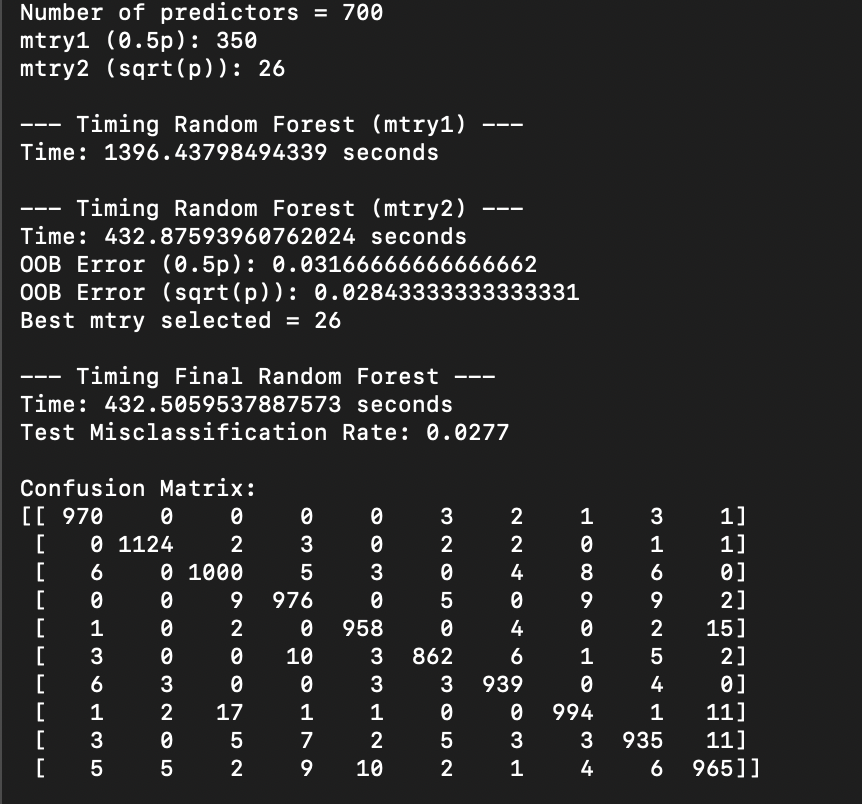 Number of predictors = 700
mtry1 (0.5p): 350
mtry2 (sqrt(p)): 26
--- Timing Random Forest (mtry1) ---
Time: 1396.43798494339 seconds
--- Timing Random Forest (mtry2) ---
Time: 432.87593960762024 seconds
OOB Error (0.5p): 0.03166666666666662
OOB Error (sqrt(p)): 0.02843333333333331
Best mtry selected = 26
--- Timing Final Random Forest ---
Time: 432.5059537887573 seconds
Test Misclassification Rate: 0.0277
Confusion Matrix:
[[ 970    0    0    0    0    3    2    1    3    1]
 [   0 1124    2    3    0    2    2    0    1    1]
 [   6    0 1000    5    3    0    4    8    6    0]
 [   0    0    9  976    0    5    0    9    9    2]
 [   1    0    2    0  958    0    4    0    2   15]
 [   3    0    0   10    3  862    6    1    5    2]
 [   6    3    0    0    3    3  939    0    4    0]
 [   1    2   17    1    1    0    0  994    1   11]
 [   3    0    5    7    2    5    3    3  935   11]
 [   5    5    2    9   10    2    1    4    6  965]]